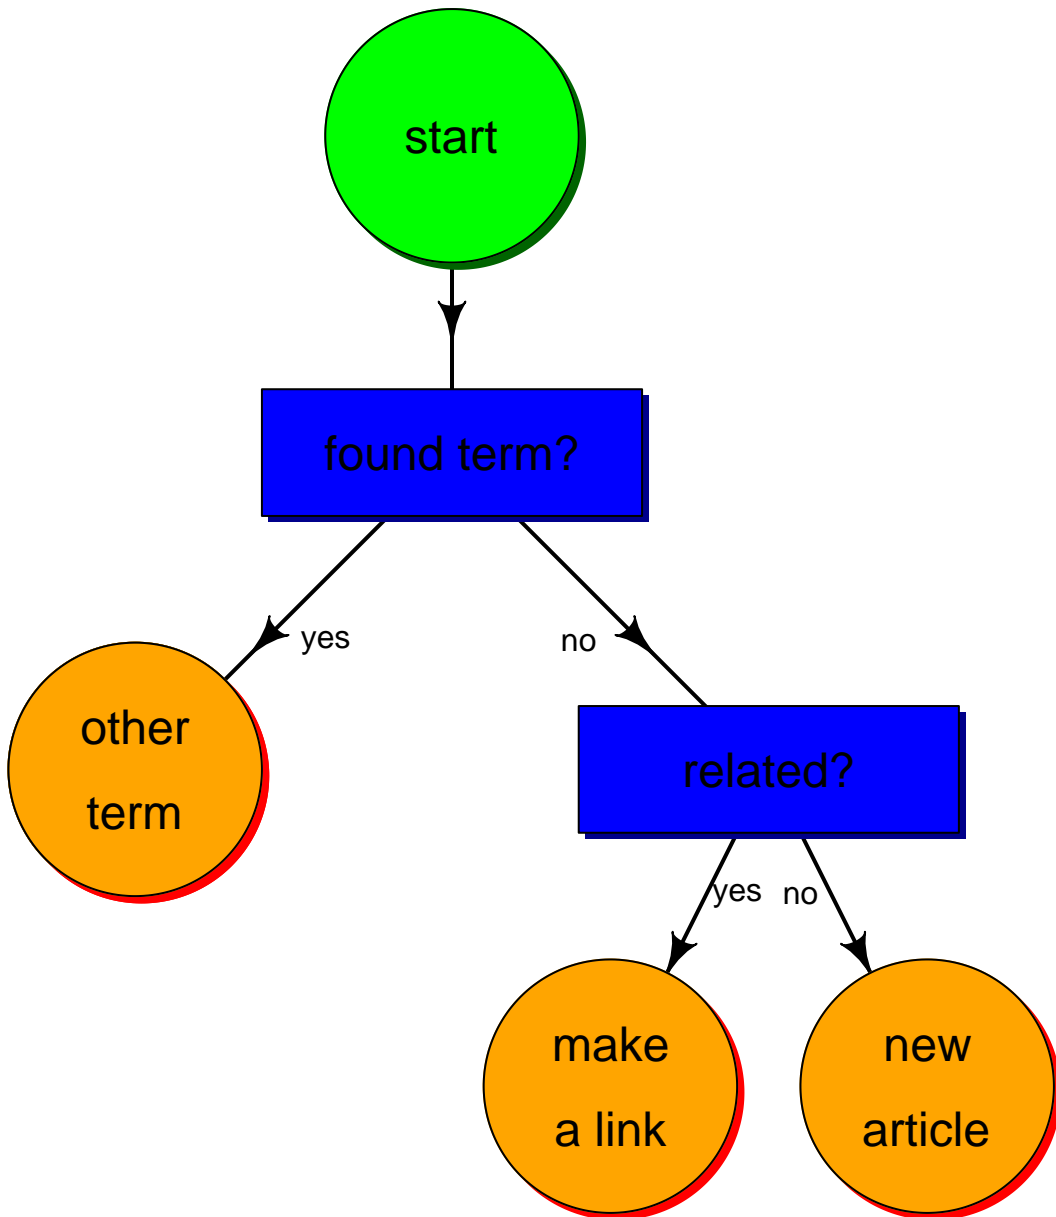 start
found term?
yes
no
other
term
related?
yes
no
make
a link
new
article